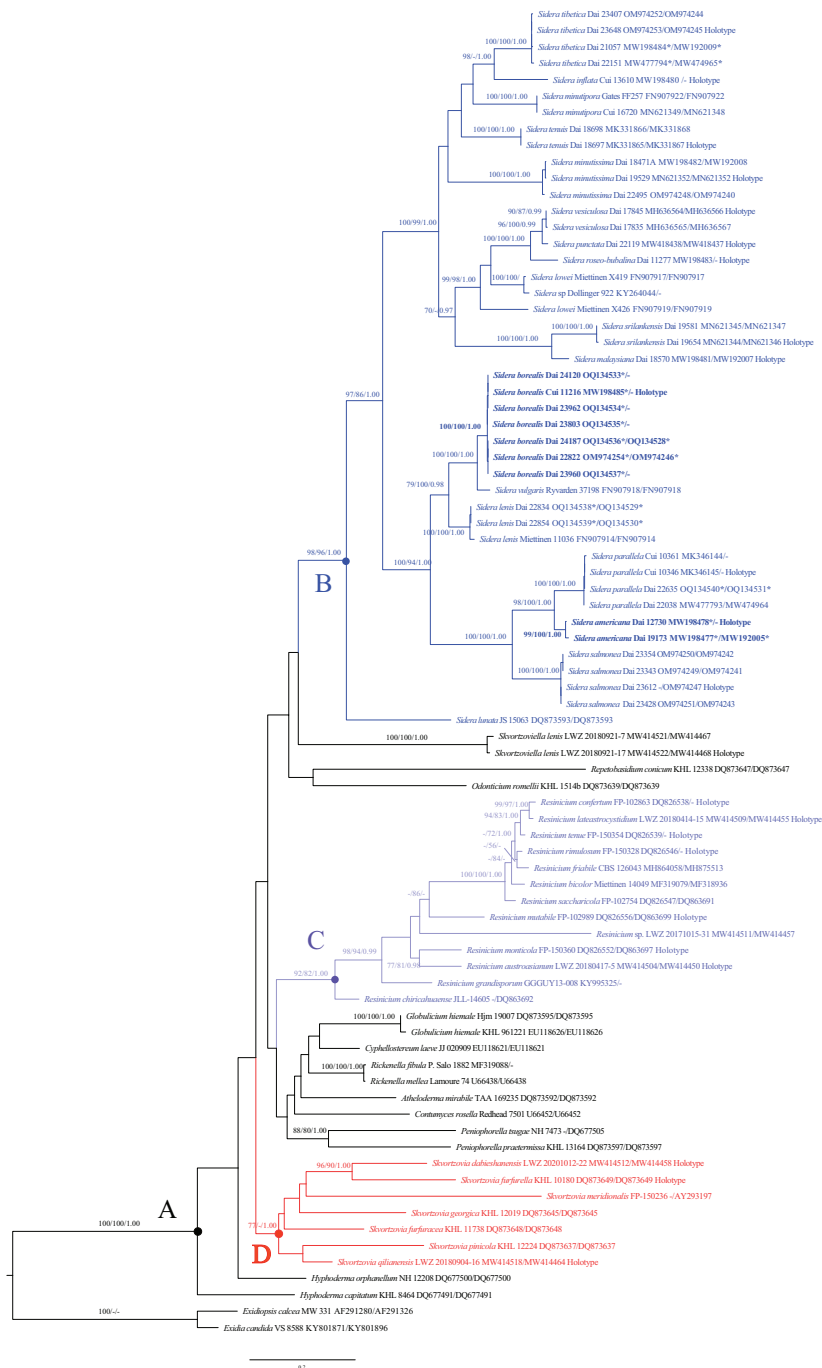 Sidera tibetica Dai 23407 OM974252/OM974244
Sidera tibetica Dai 23648 OM974253/OM974245 Holotype
100/100/1.00
Sidera tibetica Dai 21057 MW198484*/MW192009*
98/-/1.00
Sidera tibetica Dai 22151 MW477794*/MW474965*
Sidera inflata Cui 13610 MW198480 /- Holotype
100/100/1.00
Sidera minutipora Gates FF257 FN907922/FN907922
Sidera minutipora Cui 16720 MN621349/MN621348
100/100/1.00
Sidera tenuis Dai 18698 MK331866/MK331868
Sidera tenuis Dai 18697 MK331865/MK331867 Holotype
Sidera minutissima Dai 18471A MW198482/MW192008
100/100/1.00
Sidera minutissima Dai 19529 MN621352/MN621352 Holotype
Sidera minutissima Dai 22495 OM974248/OM974240
90/87/0.99
Sidera vesiculosa Dai 17845 MH636564/MH636566 Holotype
100/99/1.00
96/100/0.99
Sidera vesiculosa Dai 17835 MH636565/MH636567
100/100/1.00
Sidera punctata Dai 22119 MW418438/MW418437 Holotype
Sidera roseo-bubalina Dai 11277 MW198483/- Holotype
99/98/1.00
100/100/
Sidera lowei Miettinen X419 FN907917/FN907917
Sidera sp Dollinger 922 KY264044/-
70/-/0.97
Sidera lowei Miettinen X426 FN907919/FN907919
100/100/1.00
Sidera srilankensis Dai 19581 MN621345/MN621347
100/100/1.00
Sidera srilankensis Dai 19654 MN621344/MN621346 Holotype
Sidera malaysiana Dai 18570 MW198481/MW192007 Holotype
Sidera borealis Dai 24120 OQ134533*/-
97/86/1.00
Sidera borealis Cui 11216 MW198485*/- Holotype
Sidera borealis Dai 23962 OQ134534*/-
100/100/1.00
Sidera borealis Dai 23803 OQ134535*/-
Sidera borealis Dai 24187 OQ134536*/OQ134528*
100/100/1.00
Sidera borealis Dai 22822 OM974254*/OM974246*
Sidera borealis Dai 23960 OQ134537*/-
79/100/0.98
Sidera vulgaris Ryvarden 37198 FN907918/FN907918
Sidera lenis Dai 22834 OQ134538*/OQ134529*
Sidera lenis Dai 22854 OQ134539*/OQ134530*
100/100/1.00
Sidera lenis Miettinen 11036 FN907914/FN907914
98/96/1.00
Sidera parallela Cui 10361 MK346144/-
100/94/1.00
Sidera parallela Cui 10346 MK346145/- Holotype
B
100/100/1.00
Sidera parallela Dai 22635 OQ134540*/OQ134531*
98/100/1.00
Sidera parallela Dai 22038 MW477793/MW474964
Sidera americana Dai 12730 MW198478*/- Holotype
99/100/1.00
Sidera americana Dai 19173 MW198477*/MW192005*
100/100/1.00
Sidera salmonea Dai 23354 OM974250/OM974242
100/100/1.00
Sidera salmonea Dai 23343 OM974249/OM974241
Sidera salmonea Dai 23612 -/OM974247 Holotype
Sidera salmonea Dai 23428 OM974251/OM974243
Sidera lunata JS 15063 DQ873593/DQ873593
100/100/1.00
Skvortzoviella lenis LWZ 20180921-7 MW414521/MW414467
Skvortzoviella lenis LWZ 20180921-17 MW414522/MW414468 Holotype
Repetobasidium conicum KHL 12338 DQ873647/DQ873647
Odonticium romellii KHL 1514b DQ873639/DQ873639
99/97/1.00
Resinicium confertum FP-102863 DQ826538/- Holotype
94/83/1.00
Resinicium lateastrocystidium LWZ 20180414-15 MW414509/MW414455 Holotype
-/72/1.00
Resinicium tenue FP-150354 DQ826539/- Holotype
-/56/-
Resinicium rimulosum FP-150328 DQ826546/- Holotype
-/84/-
Resinicium friabile CBS 126043 MH864058/MH875513
100/100/1.00
Resinicium bicolor Miettinen 14049 MF319079/MF318936
-/86/-
Resinicium saccharicola FP-102754 DQ826547/DQ863691
Resinicium mutabile FP-102989 DQ826556/DQ863699 Holotype
C
Resinicium sp. LWZ 20171015-31 MW414511/MW414457
98/94/0.99
Resinicium monticola FP-150360 DQ826552/DQ863697 Holotype
77/81/0.98
Resinicium austroasianum LWZ 20180417-5 MW414504/MW414450 Holotype
92/82/1.00
Resinicium grandisporum GGGUY13-008 KY995325/-
Resinicium chiricahuaense JLL-14605 -/DQ863692
100/100/1.00
Globulicium hiemale Hjm 19007 DQ873595/DQ873595
Globulicium hiemale KHL 961221 EU118626/EU118626
Cyphellostereum laeve JJ 020909 EU118621/EU118621
100/100/1.00
Rickenella fibula P. Salo 1882 MF319088/-
Rickenella mellea Lamoure 74 U66438/U66438
Atheloderma mirabile TAA 169235 DQ873592/DQ873592
Contumyces rosella Redhead 7501 U66452/U66452
88/80/1.00
Peniophorella tsugae NH 7473 -/DQ677505
Peniophorella praetermissa KHL 13164 DQ873597/DQ873597
96/90/1.00
Skvortzovia dabieshanensis LWZ 20201012-22 MW414512/MW414458 Holotype
Skvortzovia furfurella KHL 10180 DQ873649/DQ873649 Holotype
Skvortzovia meridionalis FP-150236 -/AY293197
A
Skvortzovia georgica KHL 12019 DQ873645/DQ873645
100/100/1.00
77/-/1.00
Skvortzovia furfuracea KHL 11738 DQ873648/DQ873648
D
Skvortzovia pinicola KHL 12224 DQ873637/DQ873637
Skvortzovia qilianensis LWZ 20180904-16 MW414518/MW414464 Holotype
Hyphoderma orphanellum NH 12208 DQ677500/DQ677500
Hyphoderma capitatum KHL 8464 DQ677491/DQ677491
100/-/-
Exidiopsis calcea MW 331 AF291280/AF291326
Exidia candida VS 8588 KY801871/KY801896